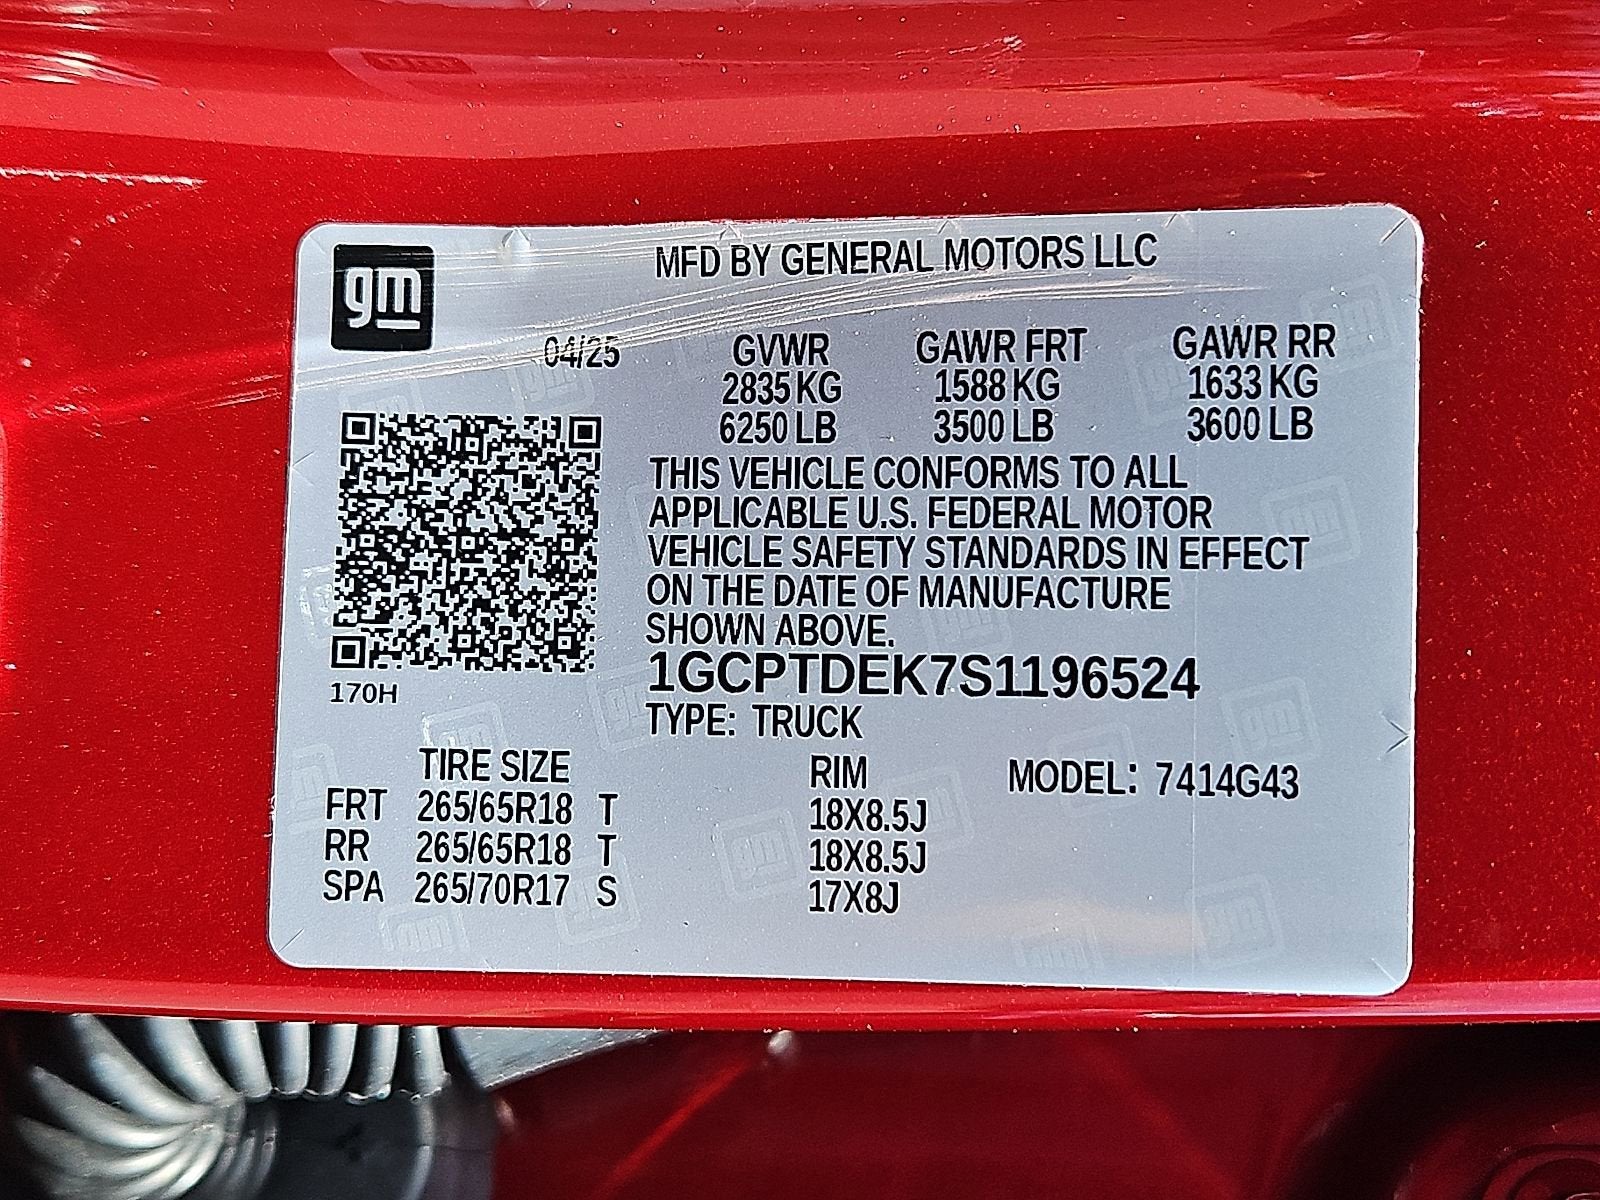 gm
MFD BY GENERAL MOTORS LLC
04/25 GVWR GAWR FRT GAWR RR
2835 KG 1588 KG 1633 KG
6250 LB 3500 LB 3600 LB
THIS VEHICLE CONFORMS TO ALL
APPLICABLE U.S. FEDERAL MOTOR
VEHICLE SAFETY STANDARDS IN EFFECT
ON THE DATE OF MANUFACTURE
SHOWN ABOVE.
170H
1GCPTDEK7S1196524
TYPE: TRUCK
TIRE SIZE RIM MODEL: 7414G43
FRT 265/65R18 T 18X8.5J
RR 265/65R18 T 18X8.5J
SPA 265/70R17 S 17X8J